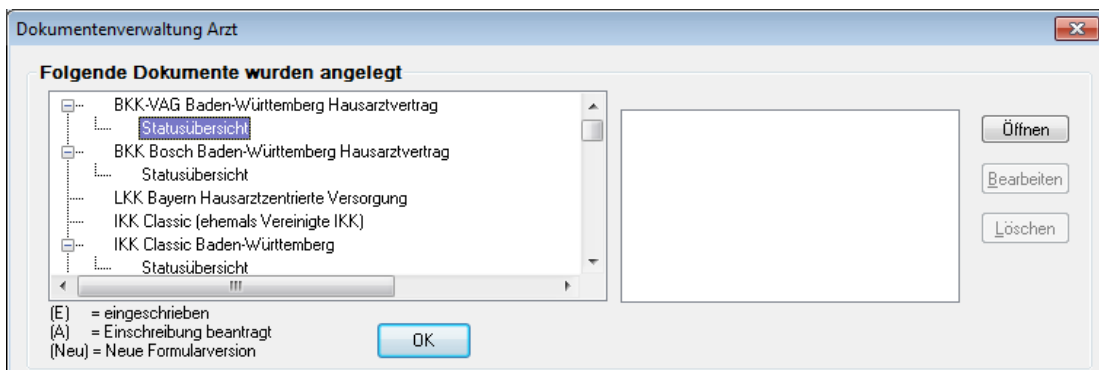 Dokumentenverwaltung Arzt
Folgende Dokumente wurden angelegt
BKK-VAG Baden-Württemberg Hausarztvertrag
Statusübersicht
BKK Bosch Baden-Württemberg Hausarztvertrag
Statusübersicht
LKK Bayern Hausarztzentrierte Versorgung
IKK Classic (ehemals Vereinigte IKK)
IKK Classic Baden-Württemberg
Statusübersicht
Öffnen
Bearbeiten
Löschen
(E) = eingeschrieben
(A) = Einschreibung beantragt
(Neu) = Neue Formularversion
OK